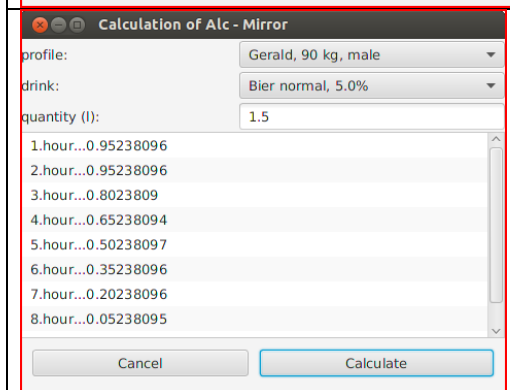 Calculation of Alc - Mirror
profile: Gerald, 90 kg, male
drink: Bier normal, 5.0%
quantity (l): 1.5
1.hour...0.95238096
2.hour...0.95238096
3.hour...0.8023809
4.hour...0.65238094
5.hour...0.50238097
6.hour...0.35238096
7.hour...0.20238096
8.hour...0.05238095
Cancel Calculate